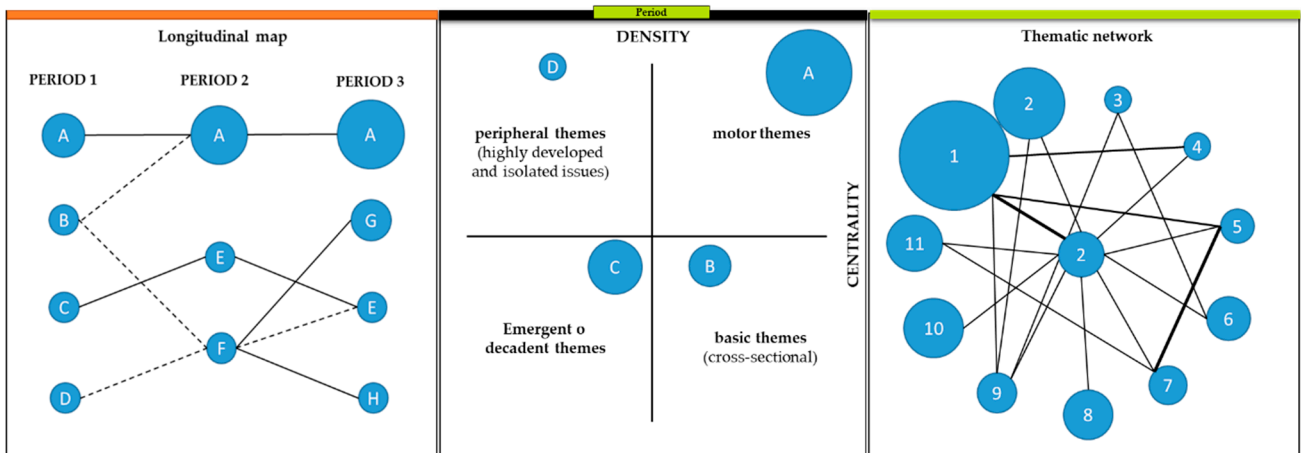 Period
Longitudinal map
PERIOD 1
PERIOD 2
PERIOD 3
A
A
A
B
G
E
C
E
F
D
H
DENSITY
D
A
peripheral themes
(highly developed
and isolated issues)
motor themes
CENTRALITY
C
B
Emergent o
decadent themes
basic themes
(cross-sectional)
Thematic network
2
3
1
4
5
11
2
10
6
9
7
8